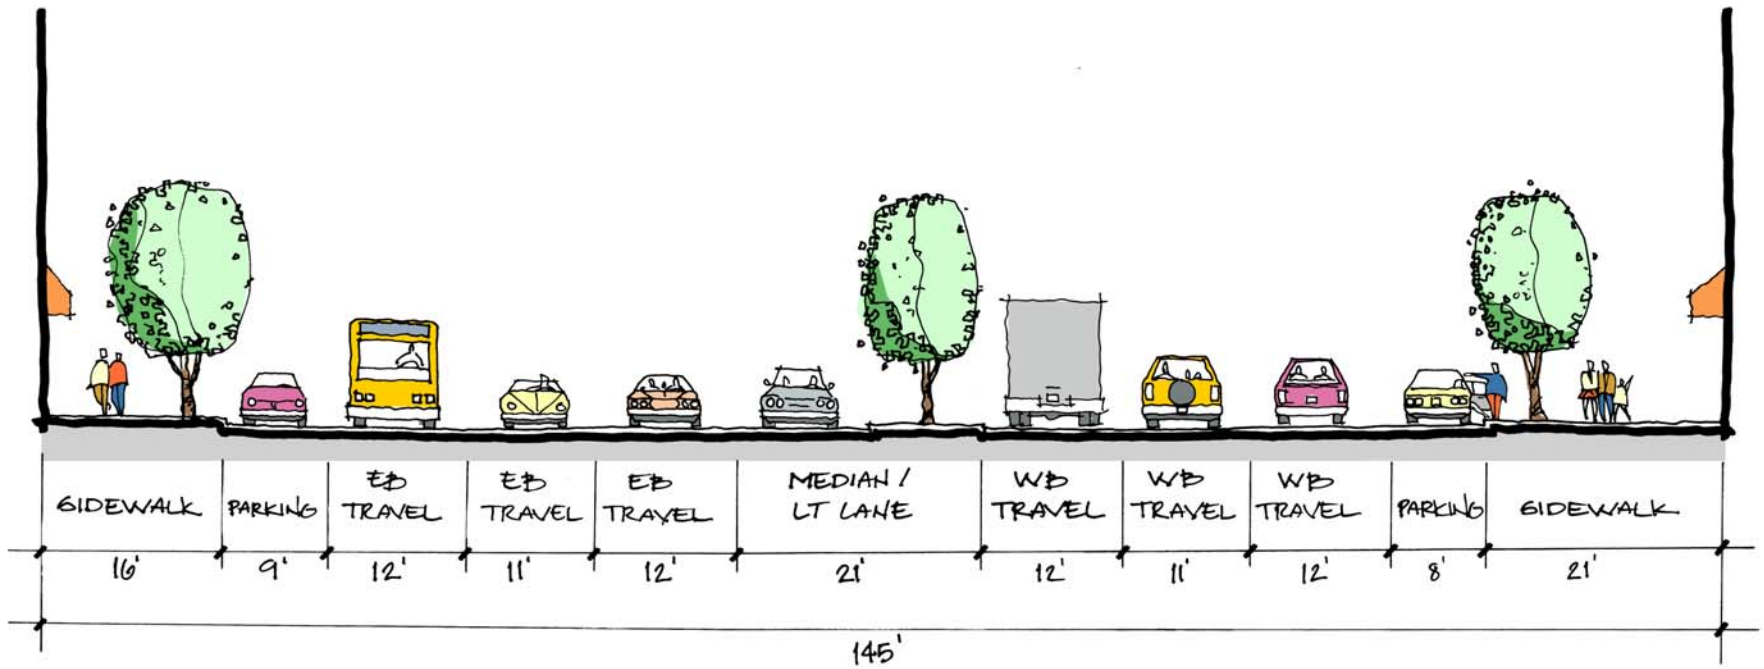 SIDEWALK
PARKING
EB
TRAVEL
EB
TRAVEL
EB
TRAVEL
MEDIAN /
LT LANE
WB
TRAVEL
WB
TRAVEL
WB
TRAVEL
PARKING
SIDEWALK
16' 9' 12' 11' 12' 21' 12' 11' 12' 8' 21'
145'